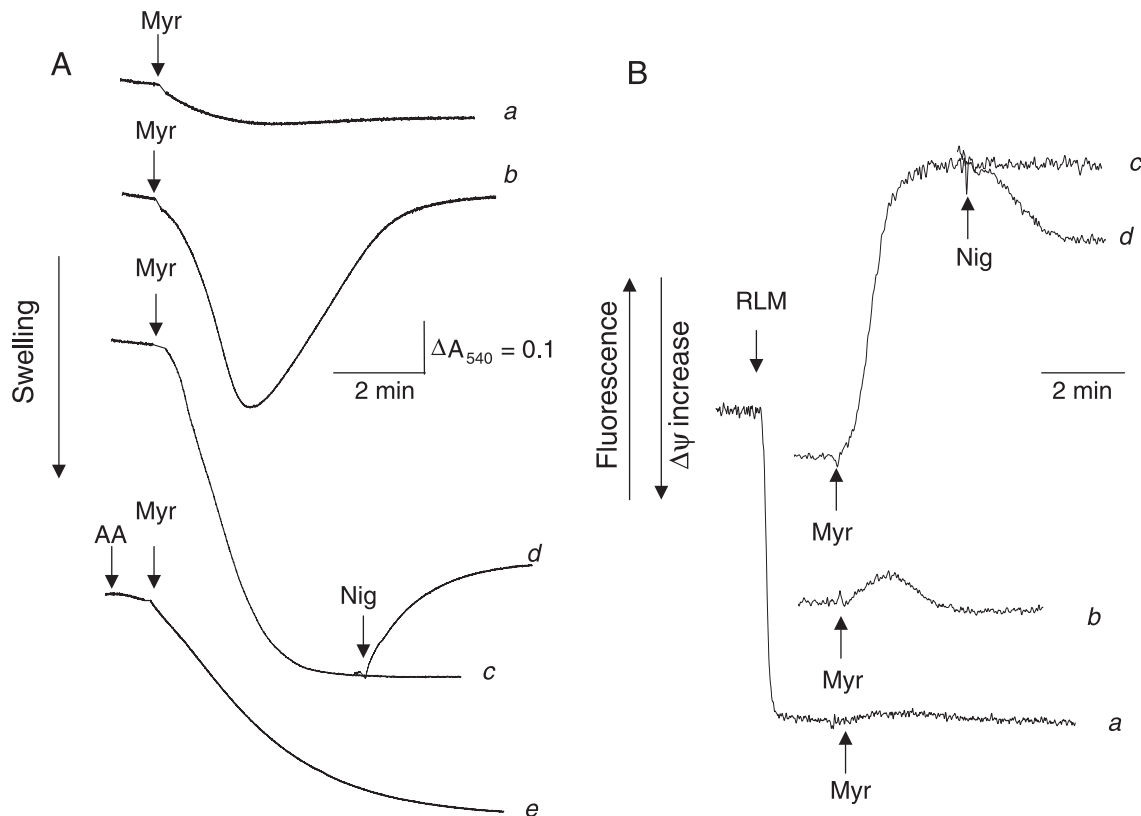 A
Myr
a
Myr
b
Myr
Swelling
ΔA540 = 0.1
2 min
AA
Myr
Nig
d
c
e
B
c
d
Nig
RLM
Fluorescence
Δψ increase
2 min
Myr
b
Myr
a
Myr